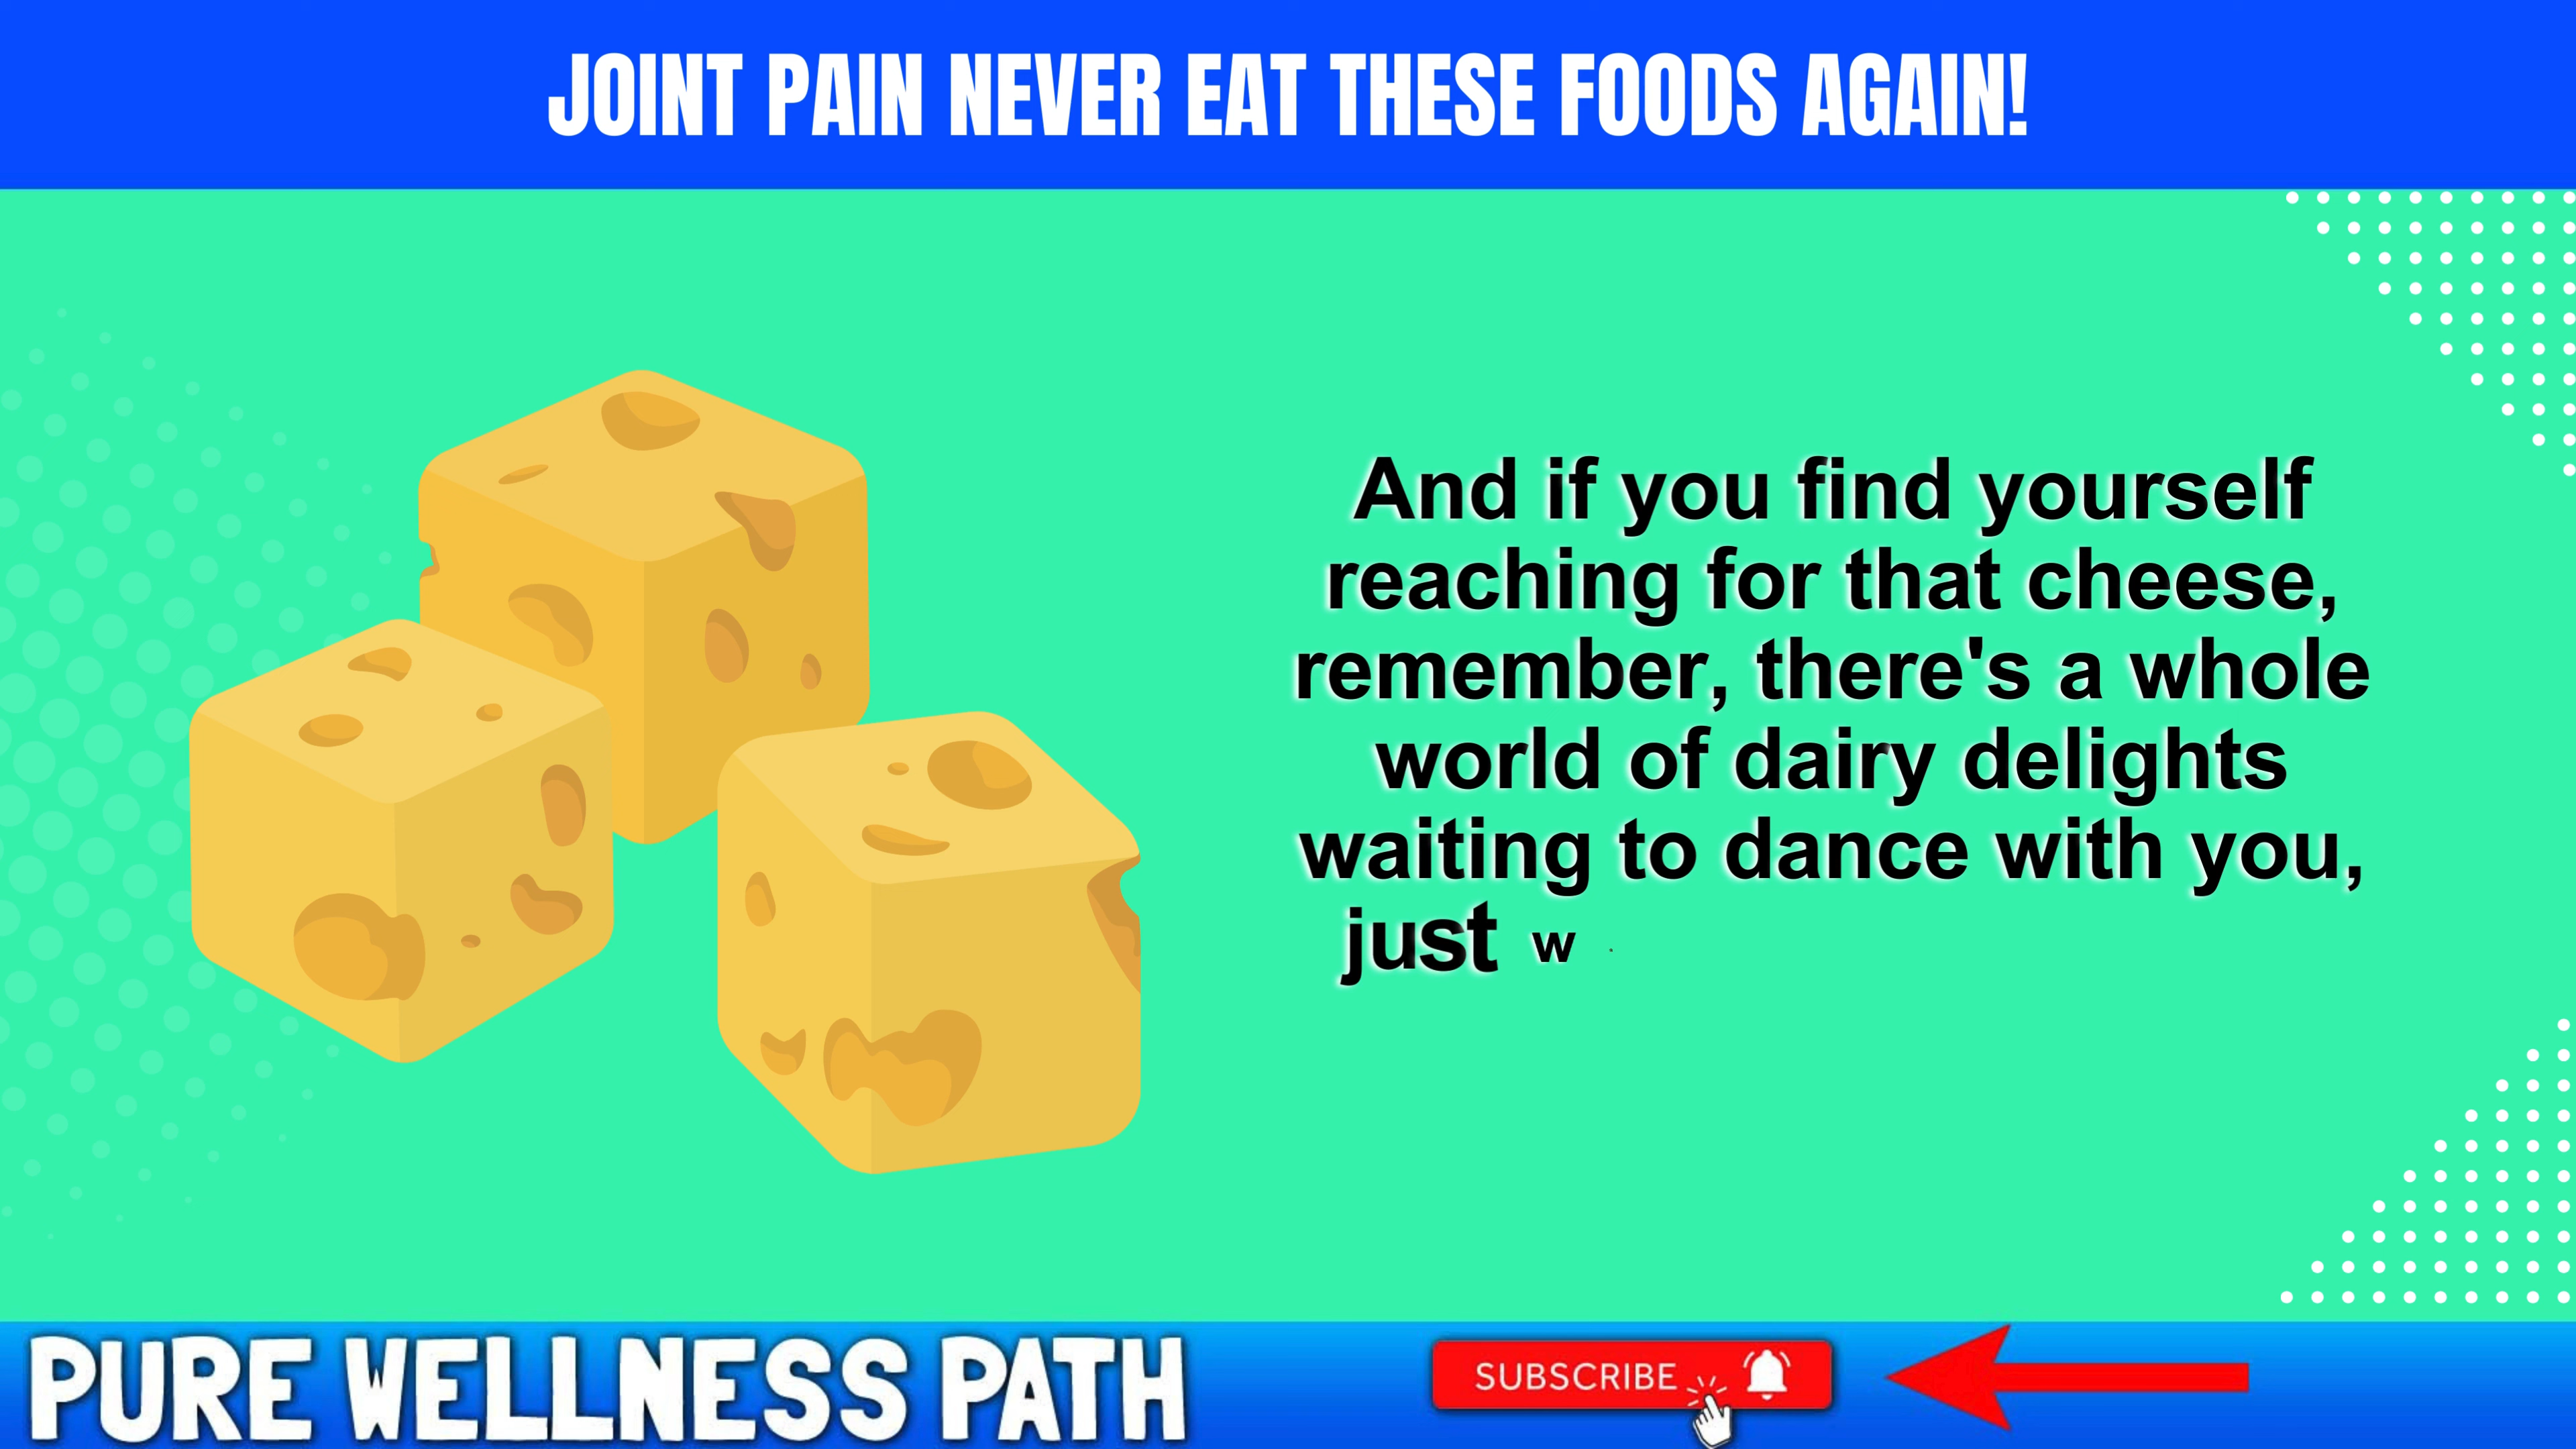 JOINT PAIN NEVER EAT THESE FOODS AGAIN!
And if you find yourself
reaching for that cheese,
remember, there's a whole
world of dairy delights
waiting to dance with you,
just w
PURE WELLNESS PATH
SUBSCRIBE